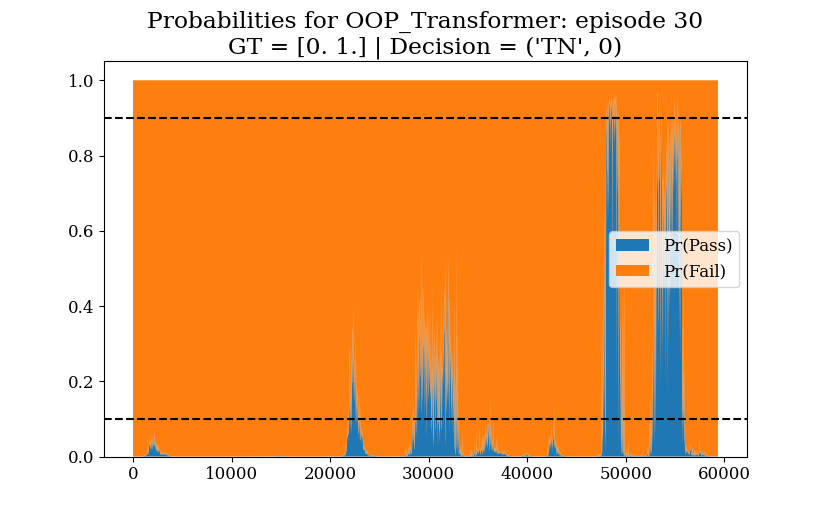 Probabilities for OOP_Transformer: episode 30
GT = [0. 1.] | Decision = ('TN', 0)
1.0
0.8
0.6
0.4
0.2
0.0
Pr(Pass)
Pr(Fail)
0 10000 20000 30000 40000 50000 60000